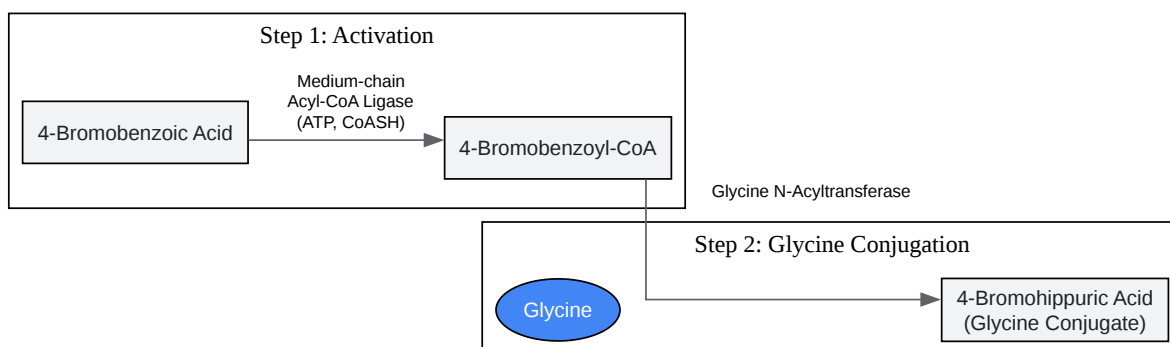 Step 1: Activation
Medium-chain
Acyl-CoA Ligase
(ATP, CoASH)
4-Bromobenzoic Acid
4-Bromobenzoyl-CoA
Glycine N-Acyltransferase
Step 2: Glycine Conjugation
Glycine
4-Bromohippuric Acid
(Glycine Conjugate)